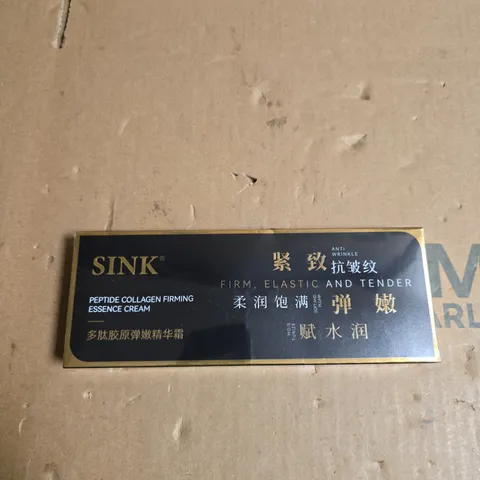 SINK®
PEPTIDE COLLAGEN FIRMING
ESSENCE CREAM
多肽胶原弹嫩精华霜
紧致
ANTI
WRINKLE
抗皱纹
FIRM, ELASTIC AND TENDER
柔润饱满
弹嫩
赋水润
M
ARL